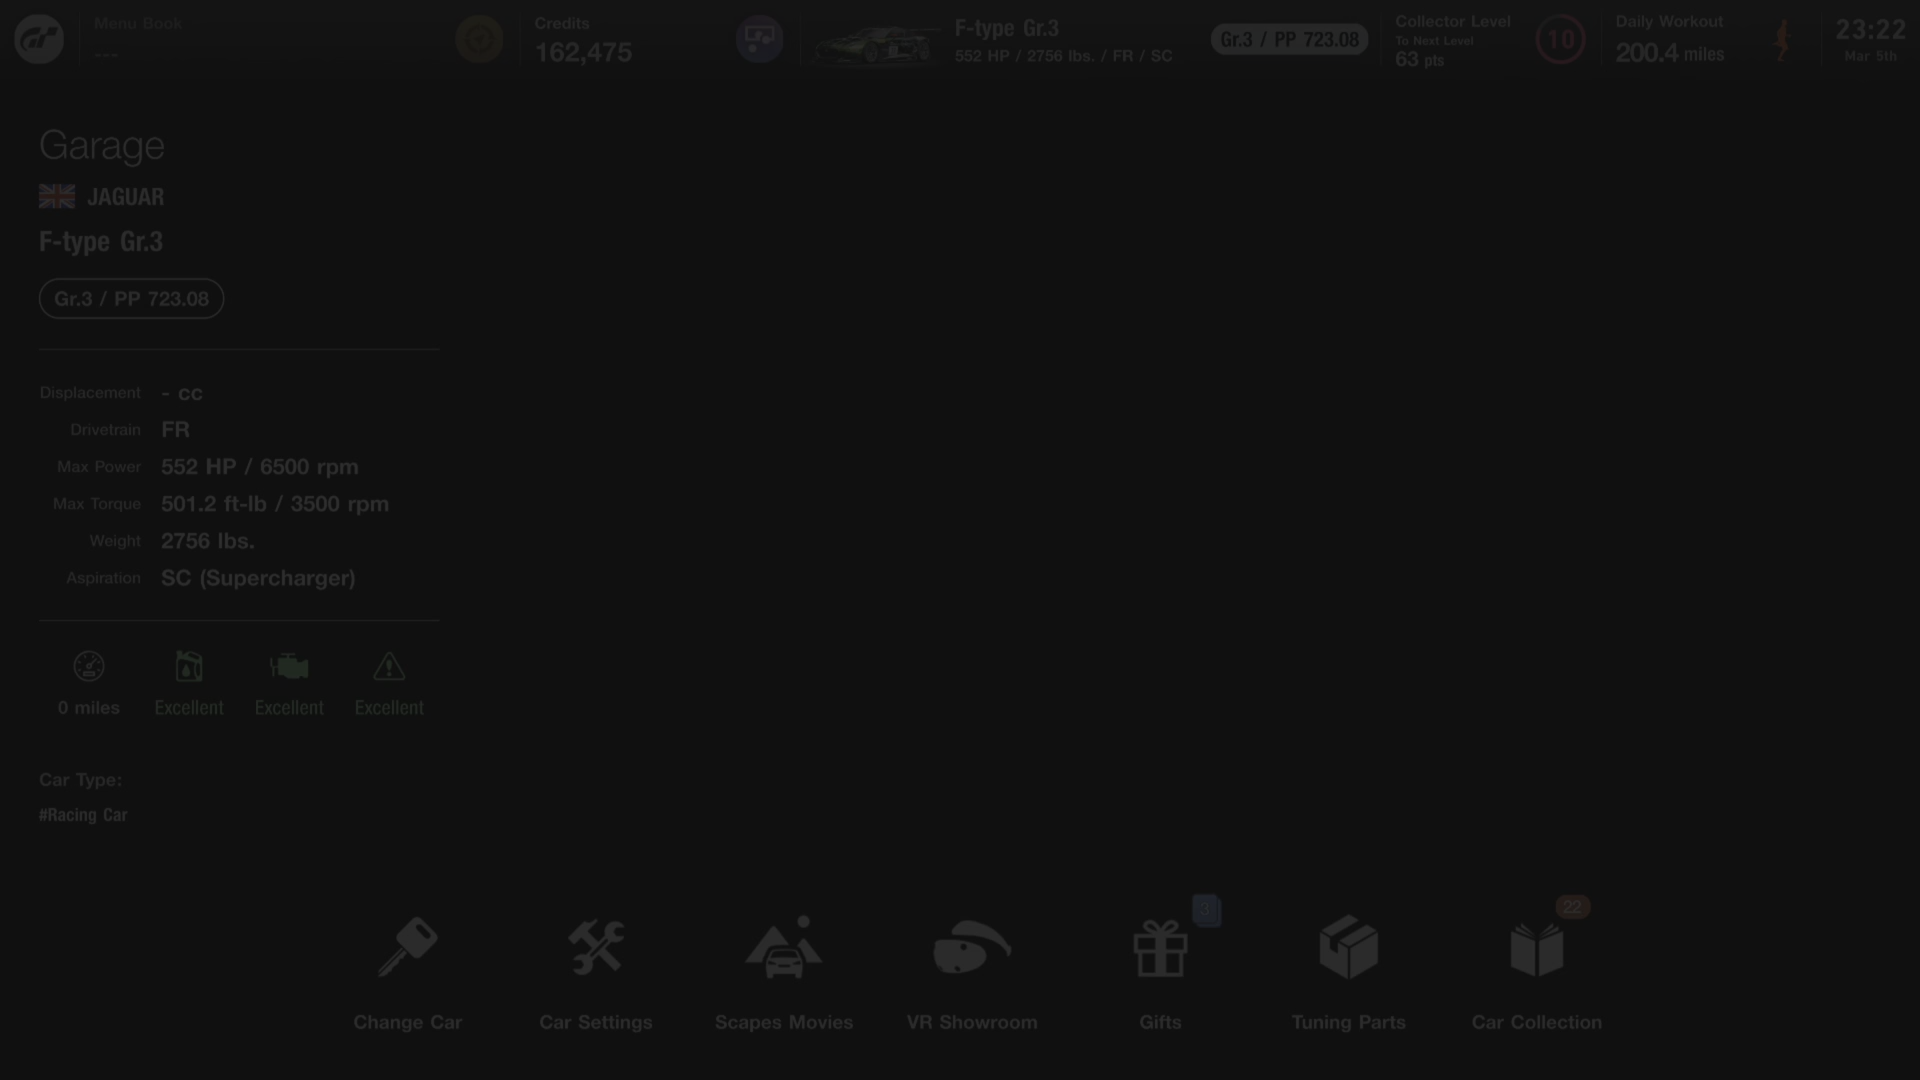 Menu Book
---
Credits
162,475
F-type Gr.3
552 HP / 2756 lbs. / FR / SC
Gr.3 / PP 723.08
Collector Level
To Next Level
63 pts
10
Daily Workout
200.4 miles
23:22
Mar 5th
Garage
JAGUAR
F-type Gr.3
Gr.3 / PP 723.08
Displacement - cc
Drivetrain FR
Max Power 552 HP / 6500 rpm
Max Torque 501.2 ft-lb / 3500 rpm
Weight 2756 lbs.
Aspiration SC (Supercharger)
0 miles Excellent Excellent Excellent
Car Type:
#Racing Car
3
22
Change Car Car Settings Scapes Movies VR Showroom Gifts Tuning Parts Car Collection